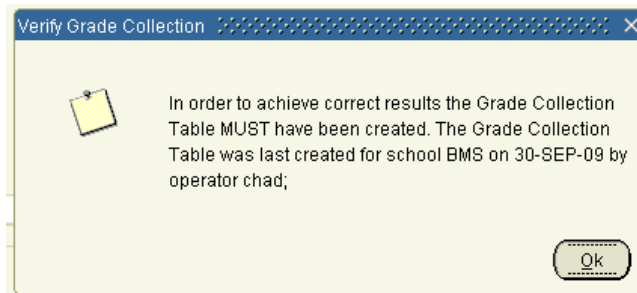 Verify Grade Collection
In order to achieve correct results the Grade Collection
Table MUST have been created. The Grade Collection
Table was last created for school BMS on 30-SEP-09 by
operator chad;
Ok